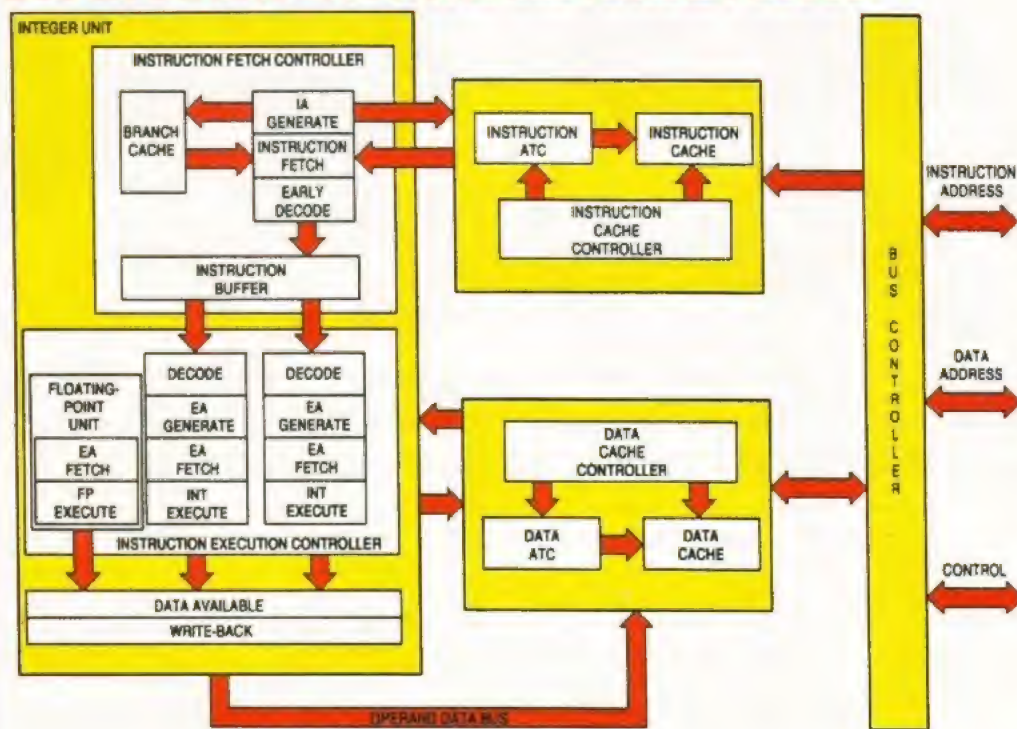 INTEGER UNIT
INSTRUCTION FETCH CONTROLLER
BRANCH
CACHE
IA
GENERATE
INSTRUCTION
FETCH
EARLY
DECODE
INSTRUCTION
BUFFER
INSTRUCTION
ATC
INSTRUCTION
CACHE
INSTRUCTION
CACHE
CONTROLLER
FLOATING-
POINT
UNIT
EA
FETCH
FP
EXECUTE
DECODE
EA
GENERATE
EA
FETCH
INT
EXECUTE
DECODE
EA
GENERATE
EA
FETCH
INT
EXECUTE
INSTRUCTION EXECUTION CONTROLLER
DATA AVAILABLE
WRITE-BACK
DATA
CACHE
CONTROLLER
DATA
ATC
DATA
CACHE
OPERAND DATA BUS
BUS CONTROLLER
INSTRUCTION
ADDRESS
DATA
ADDRESS
CONTROL